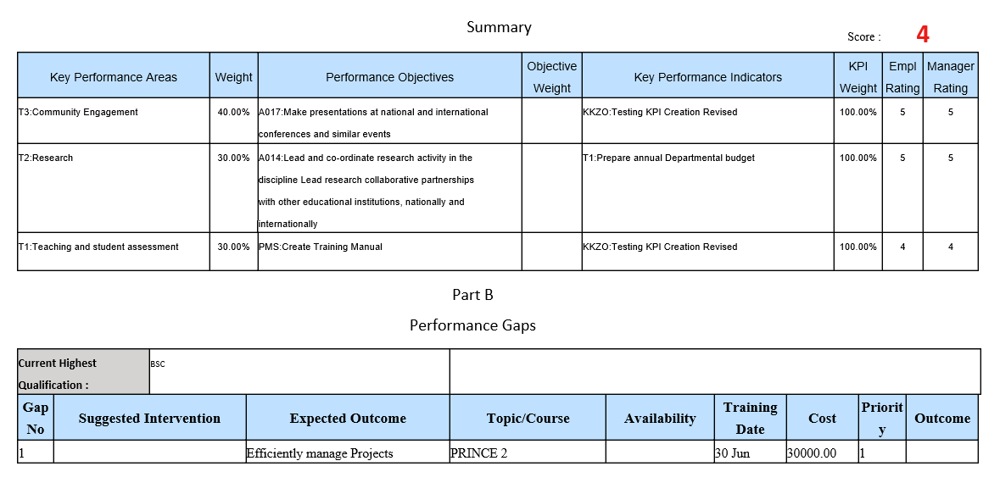 Summary
Score : 4
Key Performance Areas Weight Performance Objectives Objective Weight Key Performance Indicators KPI Weight Empl Rating Manager Rating
T3:Community Engagement 40.00% A017:Make presentations at national and international KKZO:Testing KPI Creation Revised 100.00% 5 5
conferences and similar events
T2:Research 30.00% A014:Lead and co-ordinate research activity in the T1:Prepare annual Departmental budget 100.00% 5 5
discipline Lead research collaborative partnerships
with other educational institutions, nationally and
internationally
T1:Teaching and student assessment 30.00% PMS:Create Training Manual KKZO:Testing KPI Creation Revised 100.00% 4 4
Part B
Performance Gaps
Current Highest BSC
Qualification :
Gap No Suggested Intervention Expected Outcome Topic/Course Availability Training Date Cost Priority Outcome
1 Efficiently manage Projects PRINCE 2 30 Jun 30000.00 1